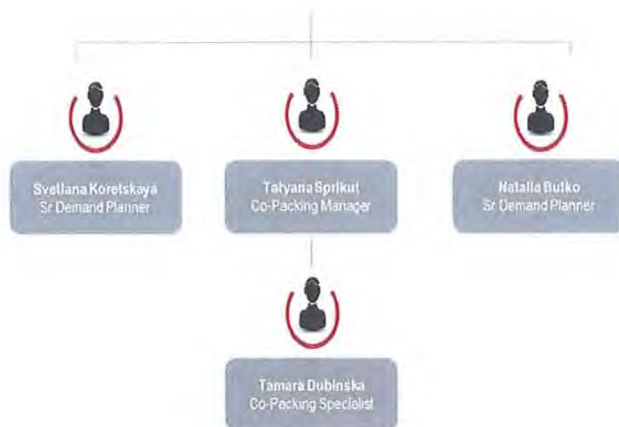 Svetlana Koretskaya
Sr Demand Planner
Tatyana Sprikut
Co-Packing Manager
Natalia Butko
Sr Demand Planner
Tamara Dubinska
Co-Packing Specialist